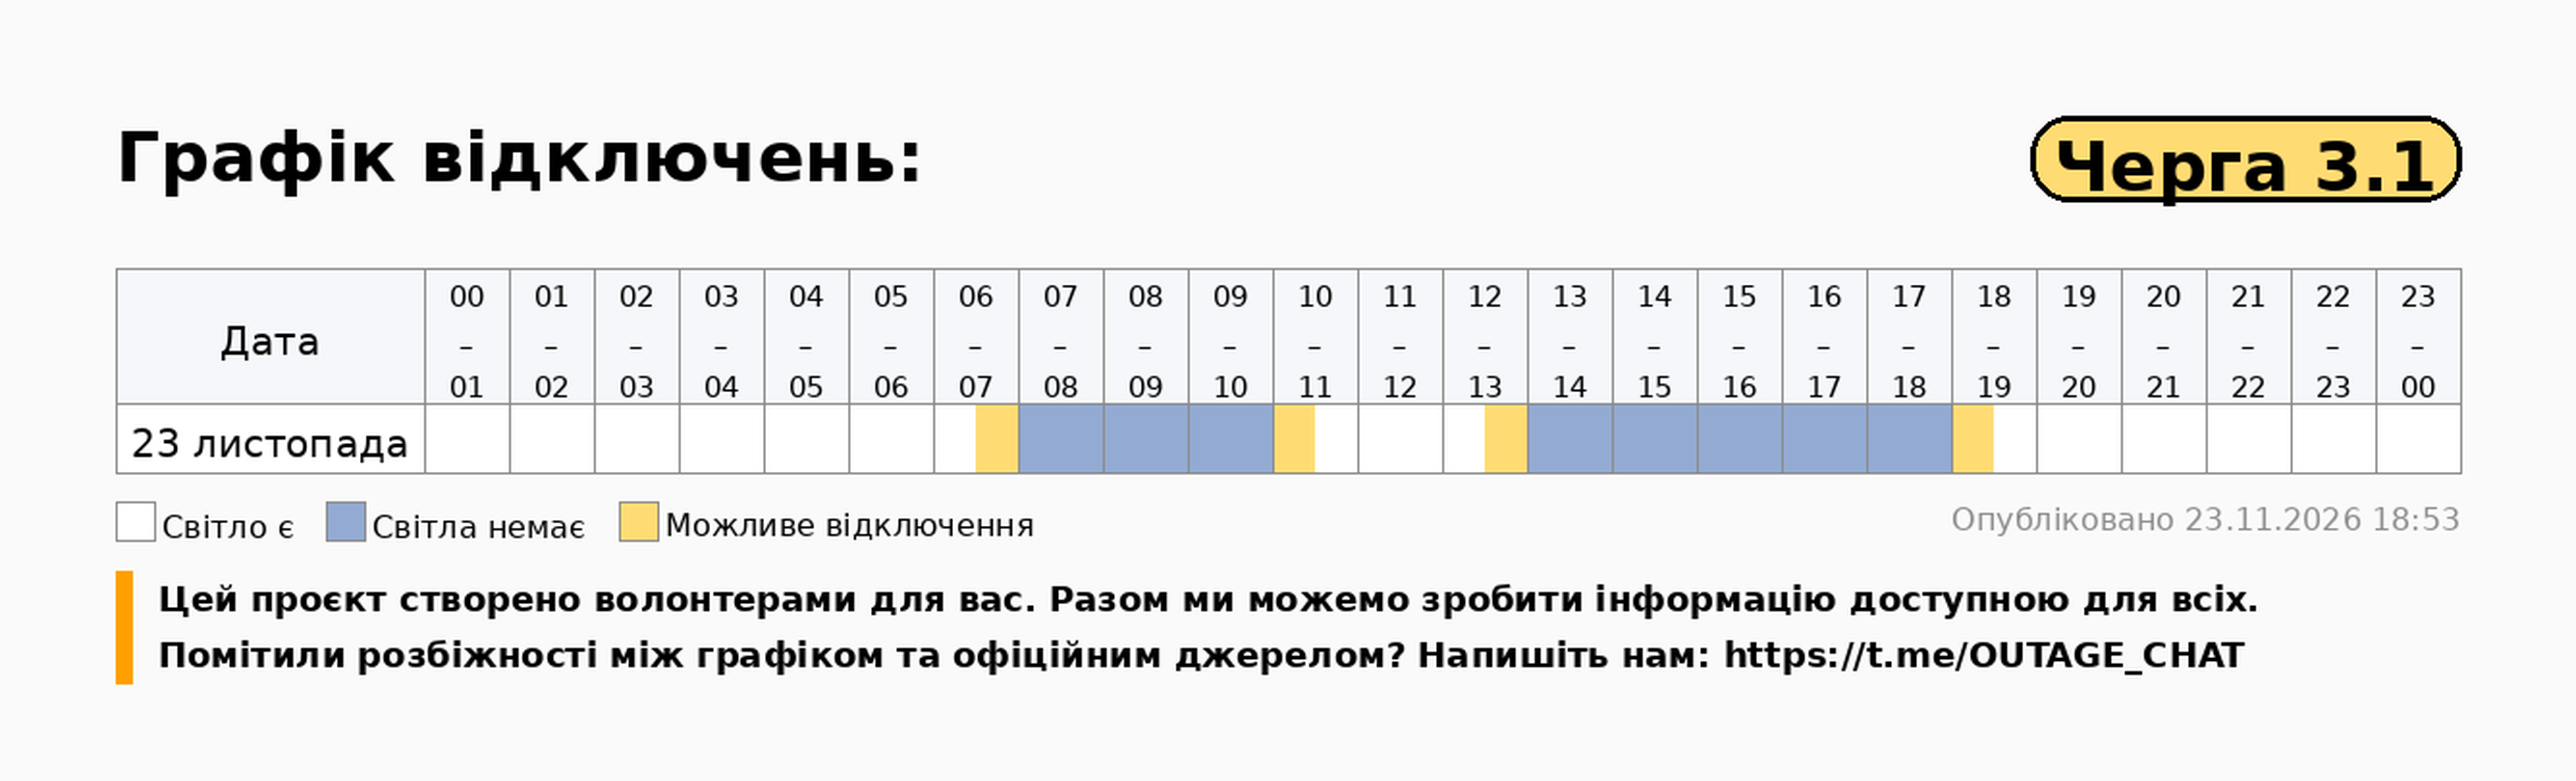 Графік відключень:
Черга 3.1
Дата
00 – 01
01 – 02
02 – 03
03 – 04
04 – 05
05 – 06
06 – 07
07 – 08
08 – 09
09 – 10
10 – 11
11 – 12
12 – 13
13 – 14
14 – 15
15 – 16
16 – 17
17 – 18
18 – 19
19 – 20
20 – 21
21 – 22
22 – 23
23 – 00
23 листопада
Світло є
Світла немає
Можливе відключення
Опубліковано 23.11.2026 18:53
Цей проєкт створено волонтерами для вас. Разом ми можемо зробити інформацію доступною для всіх.
Помітили розбіжності між графіком та офіційним джерелом? Напишіть нам: https://t.me/OUTAGE_CHAT